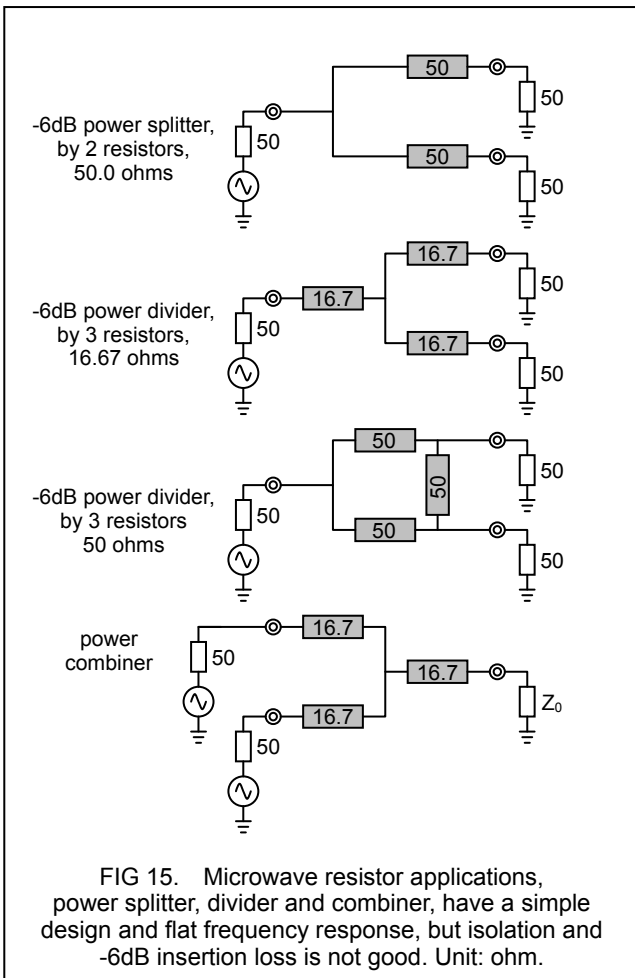 50
50
-6dB power splitter,
by 2 resistors,
50.0 ohms
50
50
50
16.7
-6dB power divider,
by 3 resistors,
16.67 ohms
50
16.7
50
16.7
50
50
-6dB power divider,
by 3 resistors
50 ohms
50
50
50
50
50
power
combiner
50
16.7
16.7
50
16.7
Z₀
FIG 15. Microwave resistor applications,
power splitter, divider and combiner, have a simple
design and flat frequency response, but isolation and
-6dB insertion loss is not good. Unit: ohm.